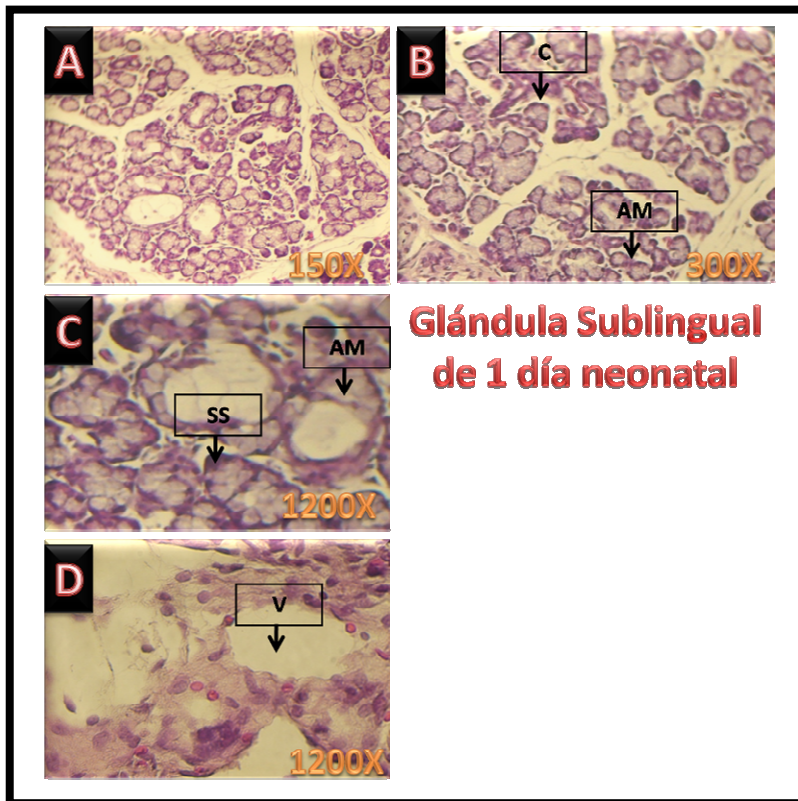 A
150X
B
C
AM
300X
C
AM
SS
1200X
Glándula Sublingual
de 1 día neonatal
D
V
1200X